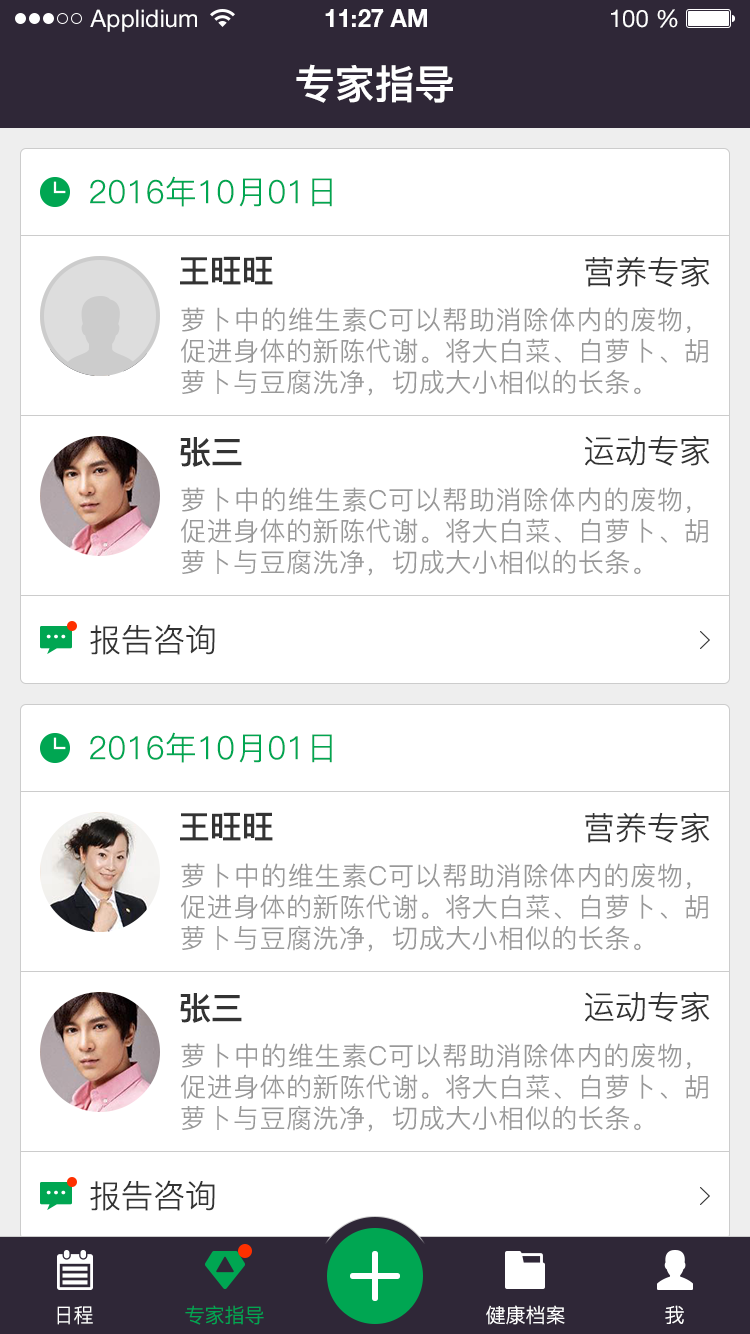 Applidium 11:27 AM 100 %
专家指导
2016年10月01日
王旺旺 营养专家
萝卜中的维生素C可以帮助消除体内的废物，
促进身体的新陈代谢。将大白菜、白萝卜、胡
萝卜与豆腐洗净，切成大小相似的长条。
张三 运动专家
萝卜中的维生素C可以帮助消除体内的废物，
促进身体的新陈代谢。将大白菜、白萝卜、胡
萝卜与豆腐洗净，切成大小相似的长条。
报告咨询
2016年10月01日
王旺旺 营养专家
萝卜中的维生素C可以帮助消除体内的废物，
促进身体的新陈代谢。将大白菜、白萝卜、胡
萝卜与豆腐洗净，切成大小相似的长条。
张三 运动专家
萝卜中的维生素C可以帮助消除体内的废物，
促进身体的新陈代谢。将大白菜、白萝卜、胡
萝卜与豆腐洗净，切成大小相似的长条。
报告咨询
日程 专家指导 健康档案 我